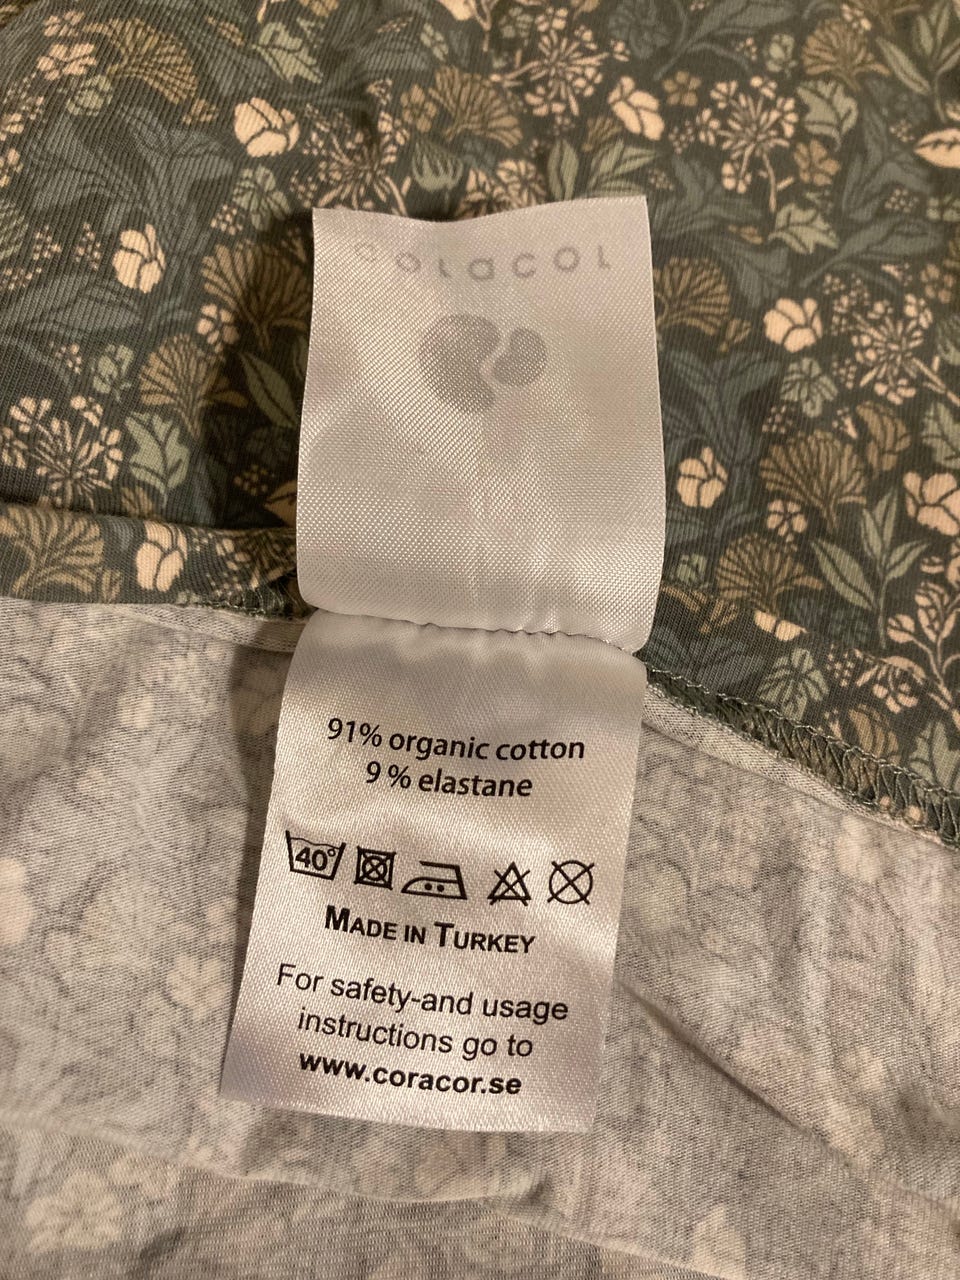 coracor
91% organic cotton
9 % elastane
40°
MADE IN TURKEY
For safety-and usage
instructions go to
www.coracor.se